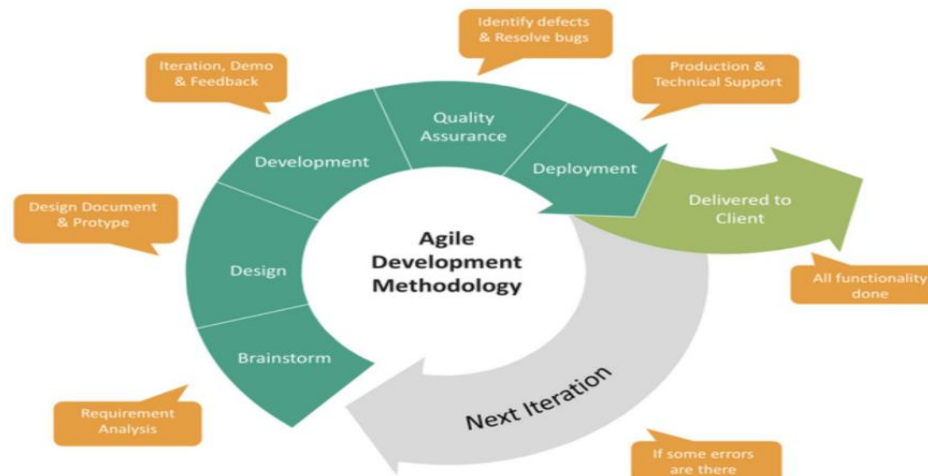 Identify defects
& Resolve bugs
Iteration, Demo
& Feedback
Production &
Technical Support
Quality
Assurance
Development
Deployment
Delivered to
Client
Design Document
& Protype
Agile
Development
Methodology
Design
All functionality
done
Brainstorm
Next Iteration
Requirement
Analysis
If some errors
are there